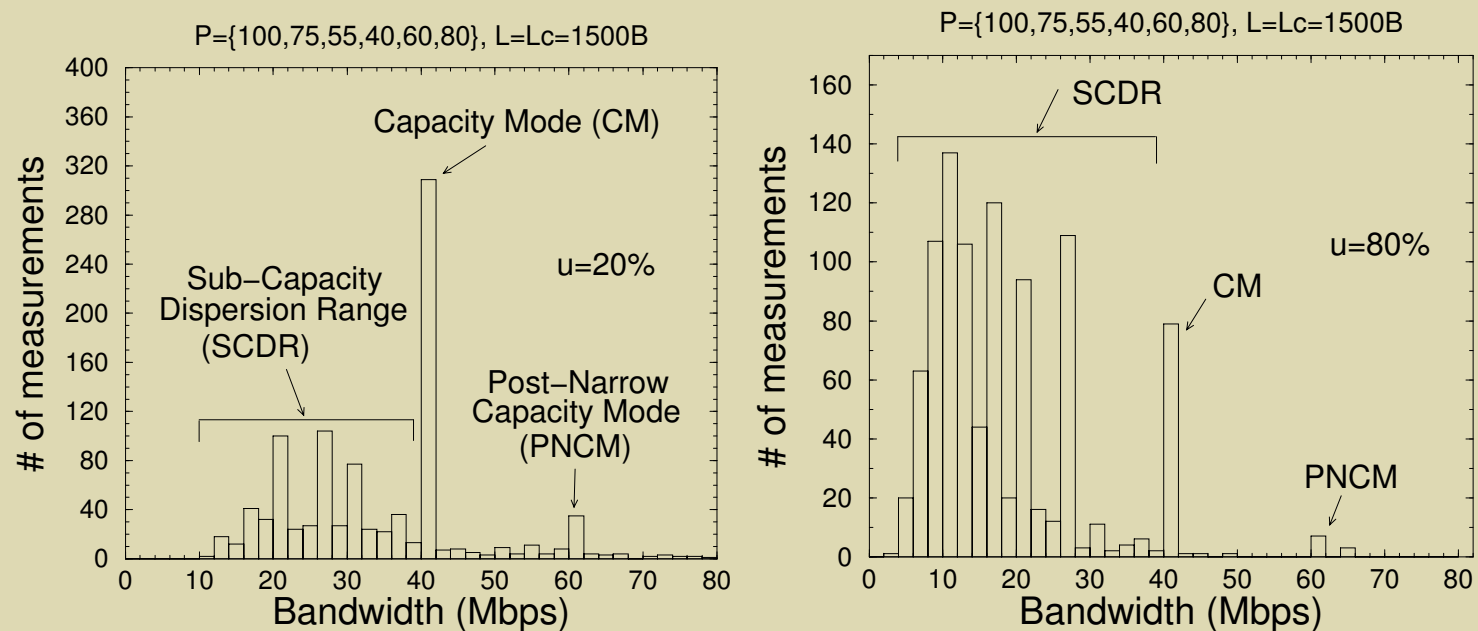 P={100,75,55,40,60,80}, L=Lc=1500B
400
360
320
280
240
200
160
120
80
40
0
# of measurements
Capacity Mode (CM)
u=20%
Sub−Capacity
Dispersion Range
(SCDR)
Post−Narrow
Capacity Mode
(PNCM)
0 10 20 30 40 50 60 70 80
Bandwidth (Mbps)
P={100,75,55,40,60,80}, L=Lc=1500B
160
140
120
100
80
60
40
20
0
# of measurements
SCDR
u=80%
CM
PNCM
0 10 20 30 40 50 60 70 80
Bandwidth (Mbps)